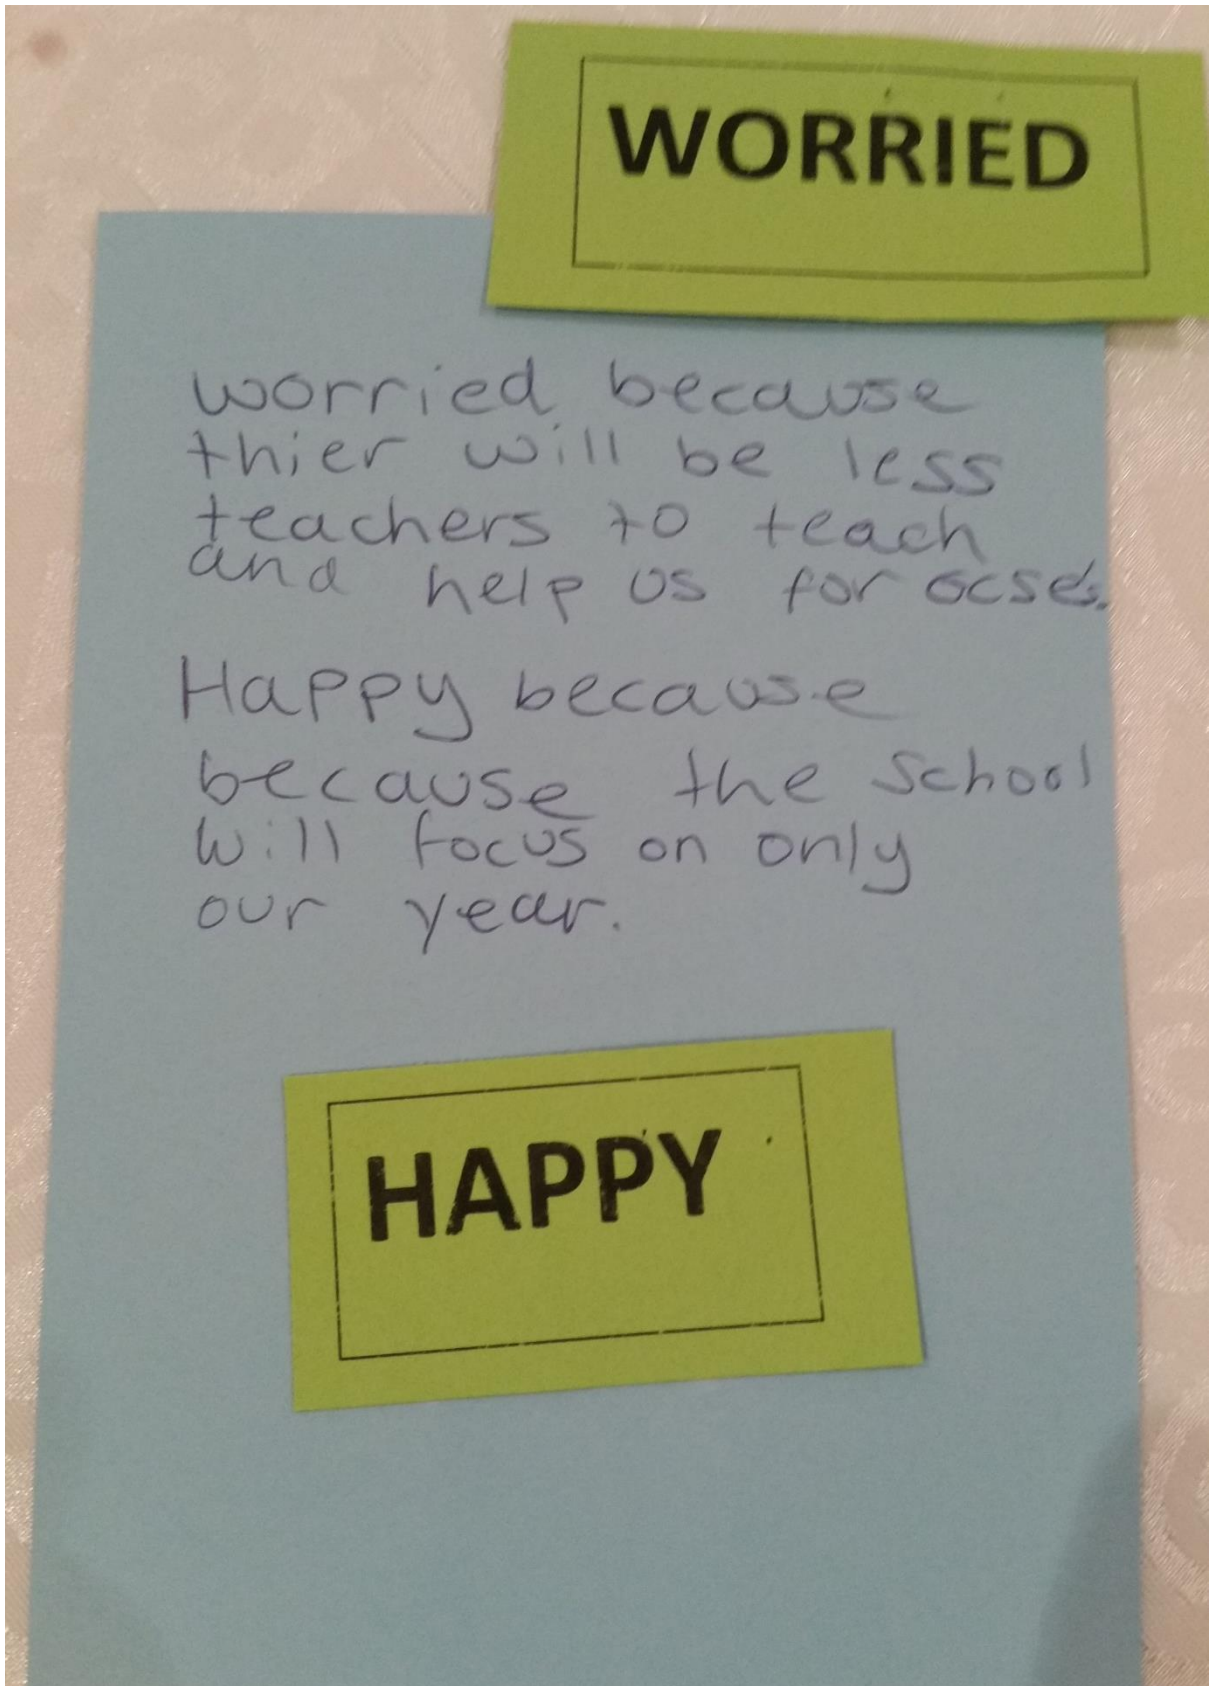 WORRIED
worried because
thier will be less
teachers to teach
and help us for GCSE's.
Happy because
because the school
will focus on only
our year.
HAPPY